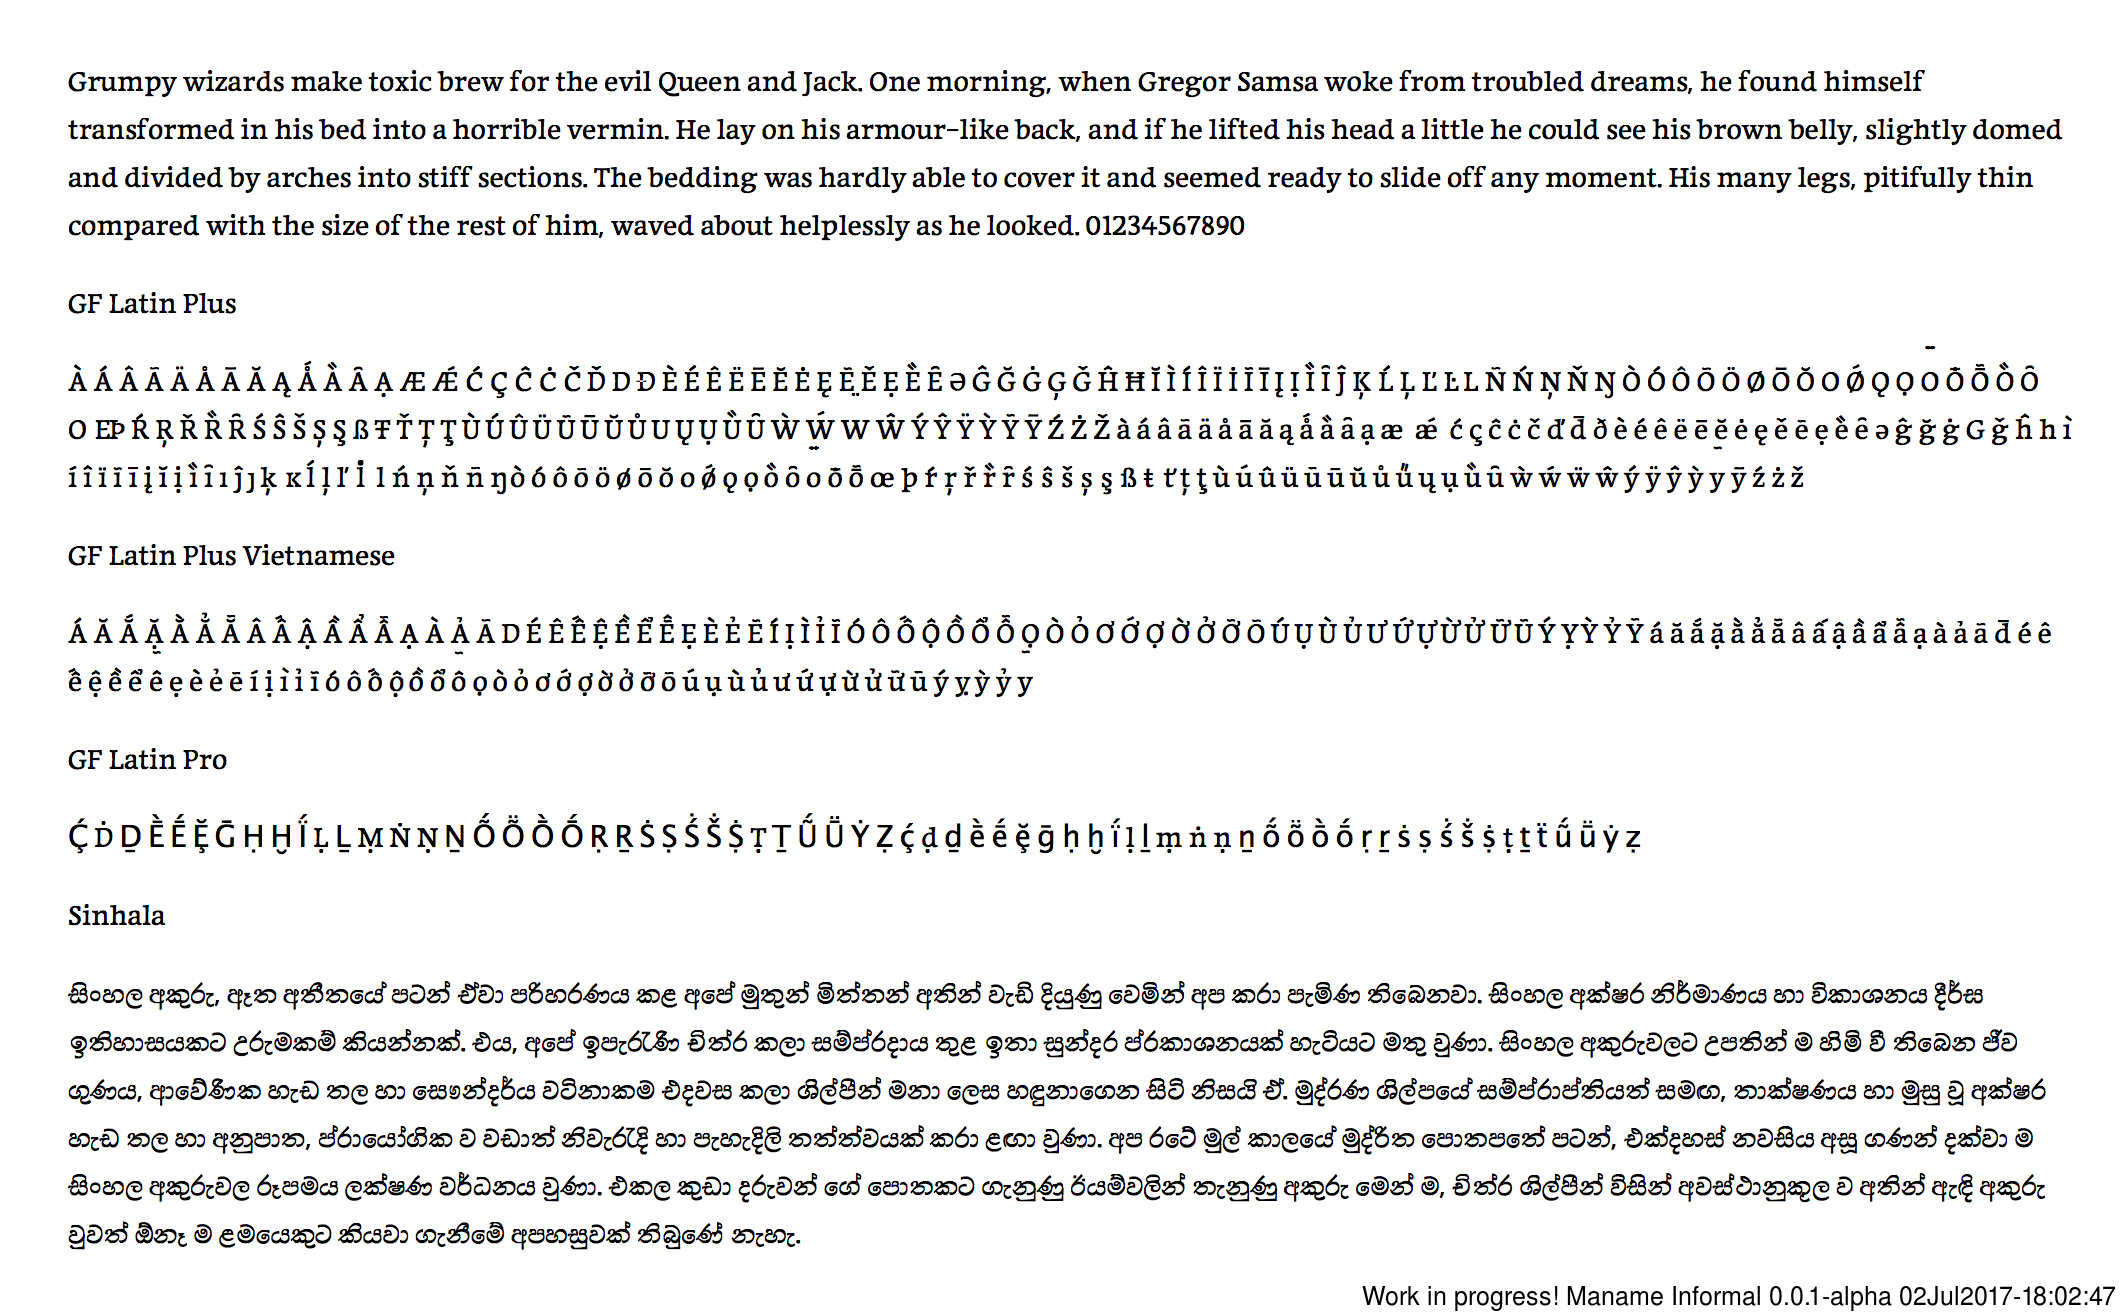 Grumpy wizards make toxic brew for the evil Queen and Jack. One morning, when Gregor Samsa woke from troubled dreams, he found himself
transformed in his bed into a horrible vermin. He lay on his armour-like back, and if he lifted his head a little he could see his brown belly, slightly domed
and divided by arches into stiff sections. The bedding was hardly able to cover it and seemed ready to slide off any moment. His many legs, pitifully thin
compared with the size of the rest of him, waved about helplessly as he looked. 01234567890
GF Latin Plus
À Á Â Ã Ä Å Ā Ă Ą Ǻ Ȁ Ȃ Ạ Æ Ǽ Ć Ç Ĉ Ċ Č Ď D Đ È É Ê Ë Ē Ĕ Ė Ę Ẽ Ě Ẹ Ȅ Ȇ Ə Ĝ Ğ Ġ Ģ Ǧ Ĥ Ħ Ĭ Ì Í Î Ï İ Ĩ Ī Į Ị Ȉ Ȋ Ĵ Ķ Ĺ Ļ Ľ Ŀ L Ñ Ń Ņ Ň Ŋ Ò Ó Ô Õ Ö Ø Ō Ŏ O Ǿ Ǫ Ọ O Ȱ Ȫ Ȍ Ȏ
O Œ Þ Ŕ Ŗ Ř Ȑ Ȓ Ś Ŝ Š Ș Ş ß Ŧ Ť Ț Ţ Ù Ú Û Ü Ũ Ū Ŭ Ů U Ų Ụ Ȕ Ȗ Ẁ Ẃ W Ŵ Ý Ŷ Ÿ Ỳ Ỹ Ȳ Ź Ż Ž à á â ã ä å ā ă ą ǻ ȁ ȃ ạ æ ǽ ć ç ĉ ċ č ď đ ð è é ê ë ē ĕ ė ę ě ẽ ẹ ȅ ȇ ə ĝ ğ ġ G ǧ ĥ h ì
í î ï ĩ ī į ĭ ị ȉ ȋ ı ĵ ȷ ķ ĸ ĺ ļ ľ l ń ņ ň ñ ŋ ò ó ô õ ö ø ō ŏ o ǿ ǫ ọ ȍ ȏ o ȱ ȫ œ þ ŕ ŗ ř ȑ ȓ ś ŝ š ș ş ß ŧ ť ț ţ ù ú û ü ũ ū ŭ ů ű ų ụ ȕ ȗ ẁ ẃ ẅ ŵ ý ÿ ŷ ỳ y ȳ ź ż ž
GF Latin Plus Vietnamese
Á Ă Ắ Ặ Ằ Ẳ Ẵ Â Ấ Ậ Ầ Ẩ Ẫ Ạ À Ả Ã D É Ê Ế Ệ Ề Ể Ễ Ẹ È Ẻ Ẽ Í Ị Ì Ỉ Ĩ Ó Ô Ố Ộ Ồ Ổ Ỗ Ọ Ò Ỏ Ơ Ớ Ợ Ờ Ở Ỡ Õ Ú Ụ Ù Ủ Ư Ứ Ự Ừ Ử Ữ Ũ Ý Ỵ Ỳ Ỷ Ỹ á ă ắ ặ ằ ẳ ẵ â ấ ậ ầ ẩ ẫ ạ à ả ã đ é ê
ế ệ ề ể ê ẹ è ẻ ẽ í ị ì ỉ ĩ ó ô ố ộ ồ ổ ô ọ ò ỏ ơ ớ ợ ờ ở ỡ õ ú ụ ù ủ ư ứ ự ừ ử ữ ũ ý ỵ ỳ ỷ y
GF Latin Pro
Ḉ Ḋ Ḏ Ḕ Ḗ Ḝ Ḡ Ḥ Ḫ Ḯ Ḷ Ḻ Ṃ Ṅ Ṇ Ṉ Ṍ Ṏ Ṑ Ṓ Ṛ Ṟ Ṡ Ṣ Ṥ Ṧ Ṩ Ṭ Ṯ Ṹ Ṻ Ẏ Ẓ ḉ ḍ ḏ ḕ ḗ ḝ ḡ ḥ ḫ ḯ ḷ ḻ ṃ ṅ ṇ ṉ ṍ ṏ ṑ ṓ ṛ ṟ ṡ ṣ ṥ ṧ ṩ ṭ ṯ ẗ ṹ ṻ ẏ ẓ
Sinhala
සිංහල අකුරු, ඈත අතීතයේ පටන් ඒවා පරිහරණය කළ අපේ මුතුන් මිත්තන් අතින් වැඩි දියුණු වෙමින් අප කරා පැමිණ තිබෙනවා. සිංහල අක්ෂර නිර්මාණය හා විකාශනය දීර්ඝ
ඉතිහාසයකට උරුමකම් කියන්නක්. එය, අපේ ඉපැරැණී චිත්ර කලා සම්ප්රදාය තුළ ඉතා සුන්දර ප්රකාශනයක් හැටියට මතු වුණා. සිංහල අකුරුවලට උපතින් ම හිමි වී තිබෙන ජීව
ගුණය, ආවේණීක හැඩ තල හා සෞන්දර්ය වටිනාකම එදවස කලා ශිල්පීන් මනා ලෙස හඳුනාගෙන සිටි නිසයි ඒ. මුද්රණ ශිල්පයේ සම්ප්රාප්තියත් සමඟ, තාක්ෂණය හා මුසු වූ අක්ෂර
හැඩ තල හා අනුපාත, ප්රායෝගික ව වඩාත් නිවැරැදි හා පැහැදිලි තත්ත්වයක් කරා ළඟා වුණා. අප රටේ මුල් කාලයේ මුද්රිත පොතපතේ පටන්, එක්දහස් නවසිය අසූ ගණන් දක්වා ම
සිංහල අකුරුවල රූපමය ලක්ෂණ වර්ධනය වුණා. එකල කුඩා දරුවන් ගේ පොතකට ගැනුණු ඊයම්වලින් තැනුණු අකුරු මෙන් ම, චිත්ර ශිල්පීන් විසින් අවස්ථානුකූල ව අතින් ඇඳි අකුරු
වුවත් ඕනෑ ම ළමයෙකුට කියවා ගැනීමේ අපහසුවක් තිබුණේ නැහැ.
Work in progress! Maname Informal 0.0.1-alpha 02Jul2017-18:02:47